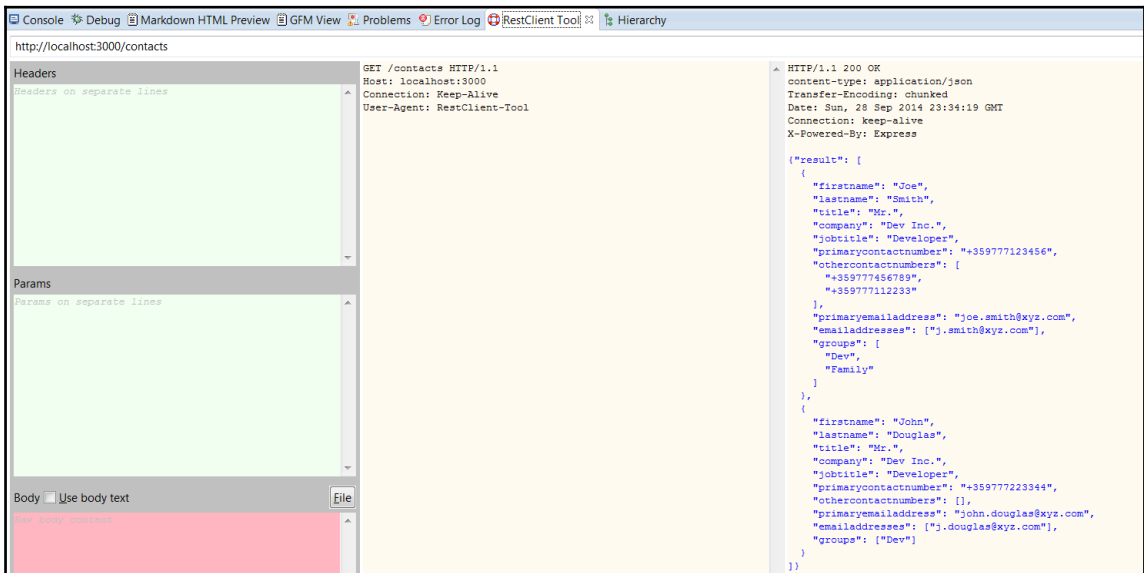 Console Debug Markdown HTML Preview GFM View Problems Error Log RestClient Tool Hierarchy
http://localhost:3000/contacts
Headers
Headers on separate lines
Params
Params on separate lines
Body Use body text File
Raw body content
GET /contacts HTTP/1.1
Host: localhost:3000
Connection: Keep-Alive
User-Agent: RestClient-Tool
HTTP/1.1 200 OK
content-type: application/json
Transfer-Encoding: chunked
Date: Sun, 28 Sep 2014 23:34:19 GMT
Connection: keep-alive
X-Powered-By: Express
{"result": [
{
"firstname": "Joe",
"lastname": "Smith",
"title": "Mr.",
"company": "Dev Inc.",
"jobtitle": "Developer",
"primarycontactnumber": "+359777123456",
"othercontactnumbers": [
"+359777456789",
"+359777112233"
],
"primaryemailaddress": "joe.smith@xyz.com",
"emailaddresses": ["j.smith@xyz.com"],
"groups": [
"Dev",
"Family"
]
},
{
"firstname": "John",
"lastname": "Douglas",
"title": "Mr.",
"company": "Dev Inc.",
"jobtitle": "Developer",
"primarycontactnumber": "+359777223344",
"othercontactnumbers": [],
"primaryemailaddress": "john.douglas@xyz.com",
"emailaddresses": ["j.douglas@xyz.com"],
"groups": ["Dev"]
}
]}